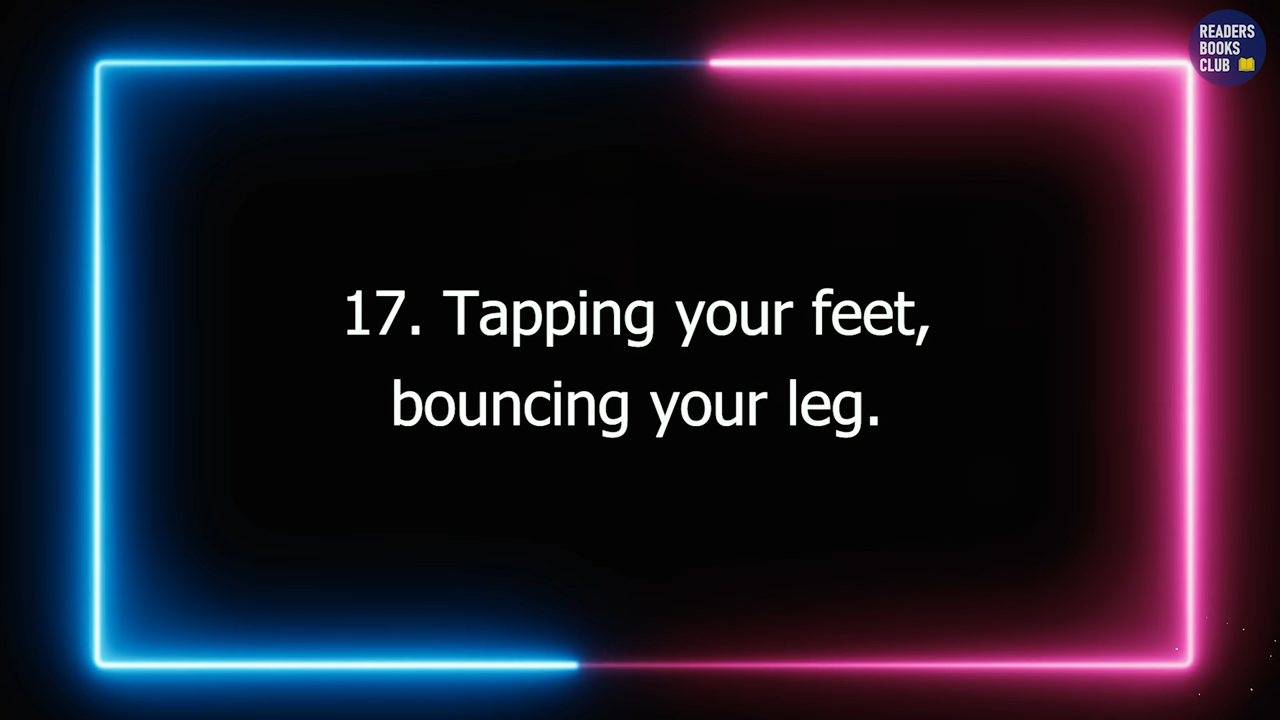 READERS
BOOKS
CLUB
17. Tapping your feet,
bouncing your leg.